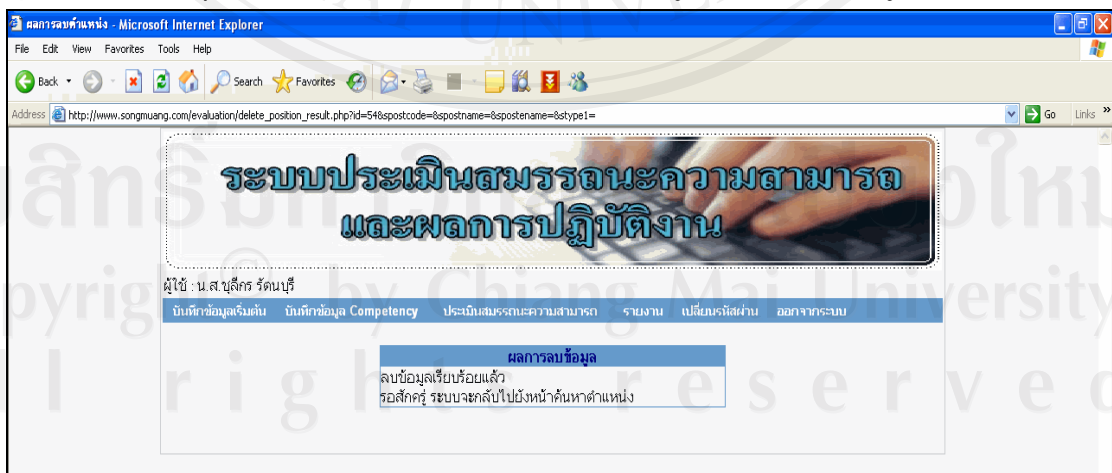 ผลการลบตำแหน่ง - Microsoft Internet Explorer
File Edit View Favorites Tools Help
Back Search Favorites
Address http://www.songmuang.com/evaluation/delete_position_result.php?id=54&spostcode=&spostname=&spostename=&stype1= Go Links »
ระบบประเมินสมรรถนะความสามารถ
และผลการปฏิบัติงาน
ผู้ใช้ : น.ส.ชุลีกร รัตนบุรี
บันทึกข้อมูลเริ่มต้น บันทึกข้อมูล Competency ประเมินสมรรถนะความสามารถ รายงาน เปลี่ยนรหัสผ่าน ออกจากระบบ
ผลการลบข้อมูล
ลบข้อมูลเรียบร้อยแล้ว
รอสักครู่ ระบบจะกลับไปยังหน้าค้นหาตำแหน่ง
by Chiang Mai University
rights reserved